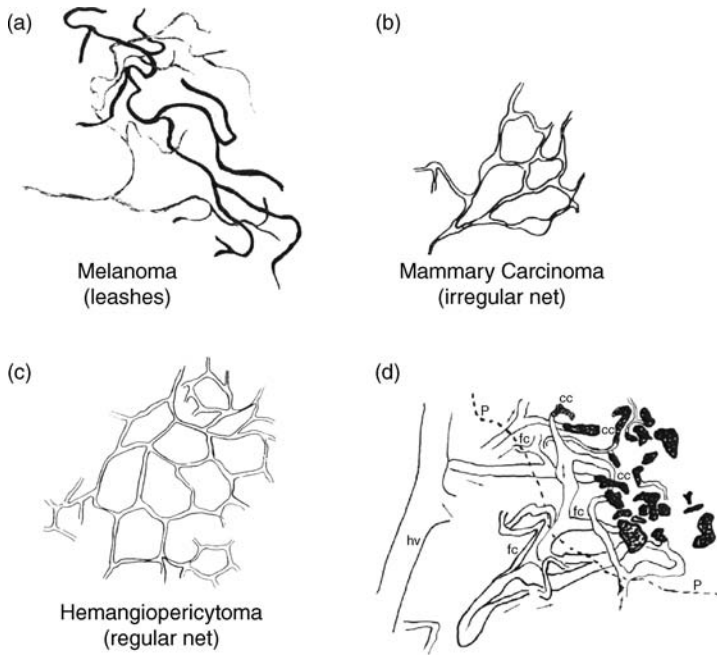 (a)
Melanoma
(leashes)
(b)
Mammary Carcinoma
(irregular net)
(c)
Hemangiopericytoma
(regular net)
(d)
P
cc
fc
cc
cc
fc
hv
fc
P